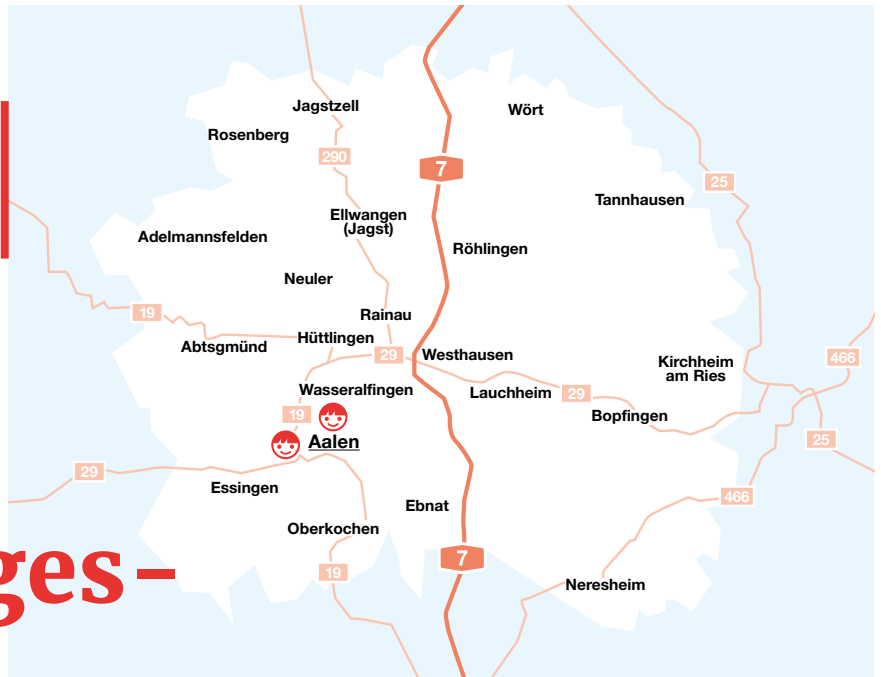 Jagstzell
Wört
Rosenberg
290
7
25
Tannhausen
Ellwangen
(Jagst)
Adelmannsfelden
Röhlingen
Neuler
19
Rainau
Hüttlingen
Abtsgmünd
29
Westhausen
466
Kirchheim
am Ries
Wasseralfingen
Lauchheim
29
Bopfingen
19
Aalen
25
29
Essingen
466
Ebnat
Oberkochen
ges-
7
19
Neresheim